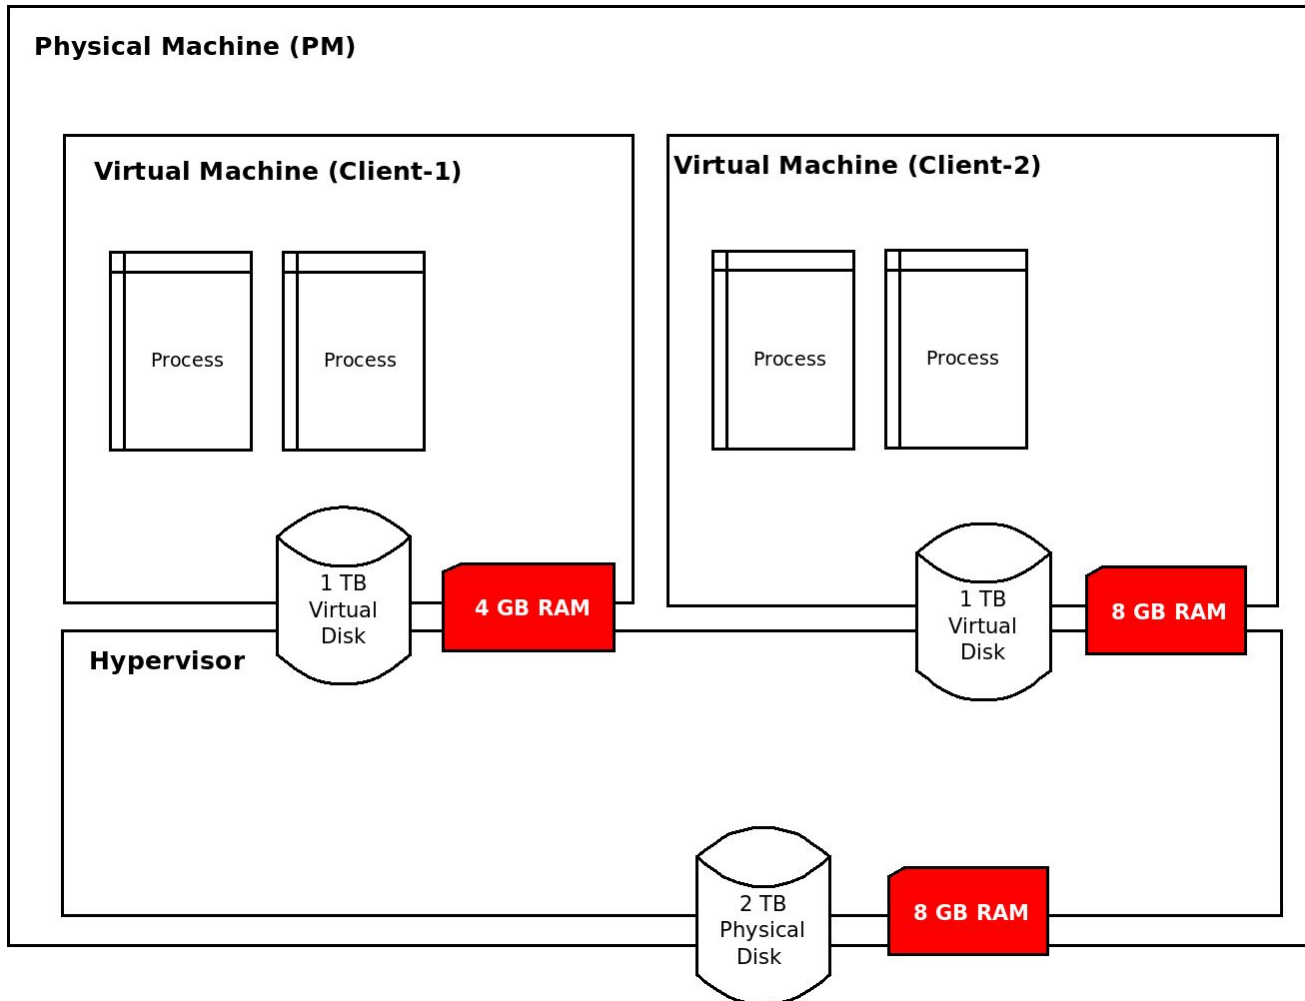 Physical Machine (PM)
Virtual Machine (Client-1)
Virtual Machine (Client-2)
Process
Process
Process
Process
1 TB
Virtual
Disk
4 GB RAM
1 TB
Virtual
Disk
8 GB RAM
Hypervisor
2 TB
Physical
Disk
8 GB RAM